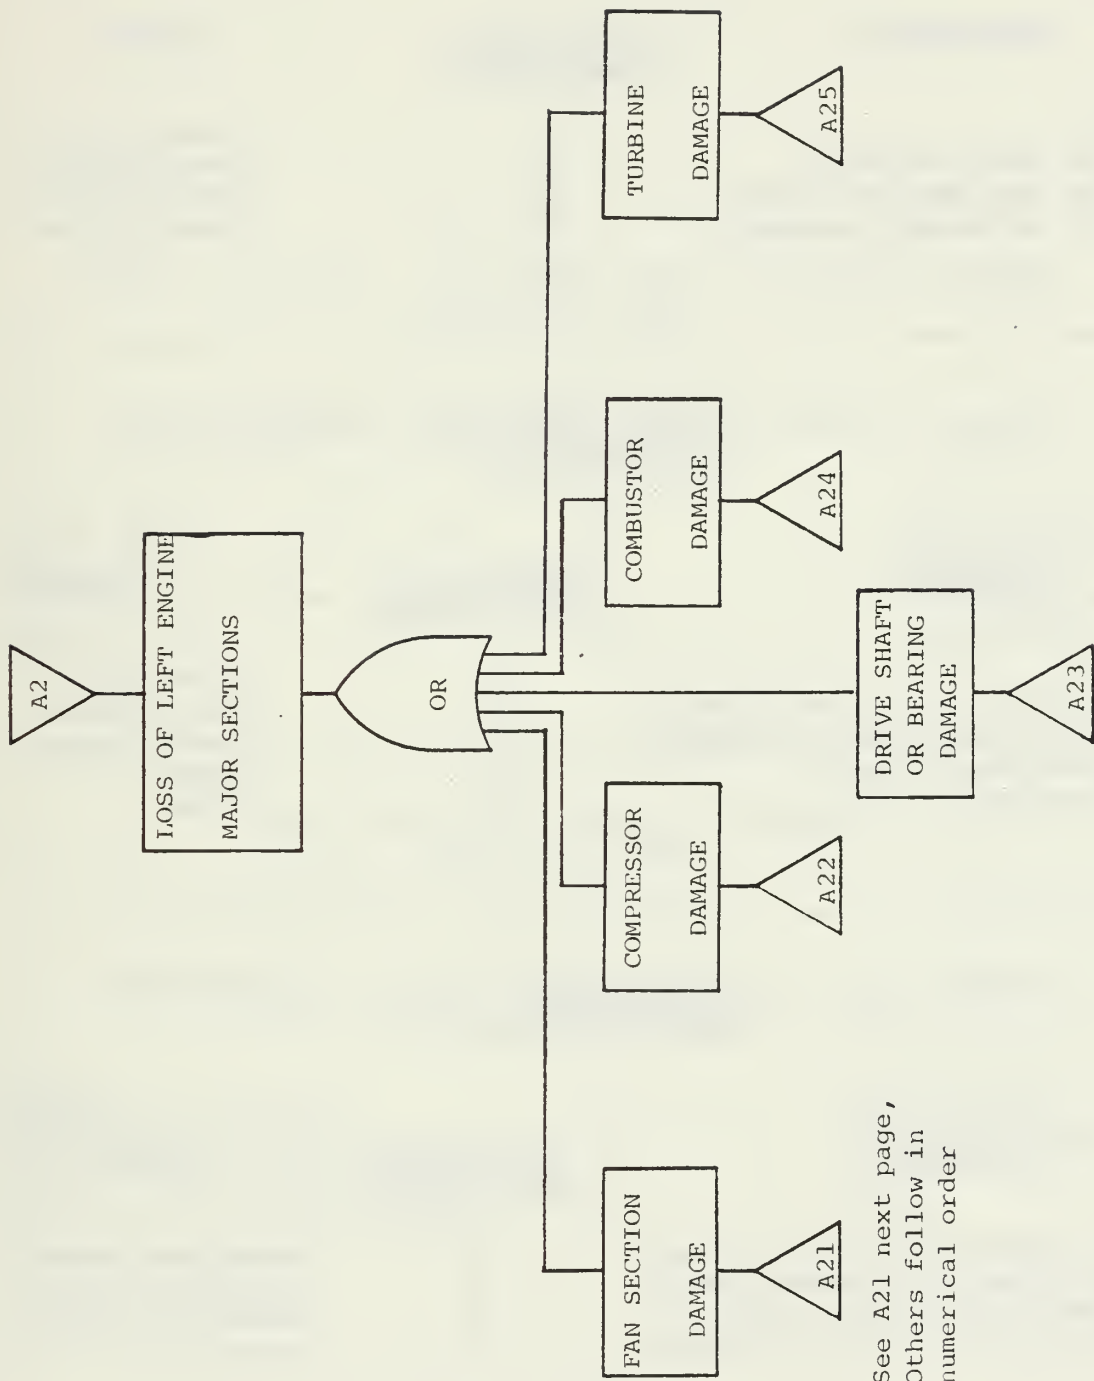 A2
LOSS OF LEFT ENGINE
MAJOR SECTIONS
OR
FAN SECTION
DAMAGE
A21
COMPRESSOR
DAMAGE
A22
DRIVE SHAFT
OR BEARING
DAMAGE
A23
COMBUSTOR
DAMAGE
A24
TURBINE
DAMAGE
A25
See A21 next page,
Others follow in
numerical order